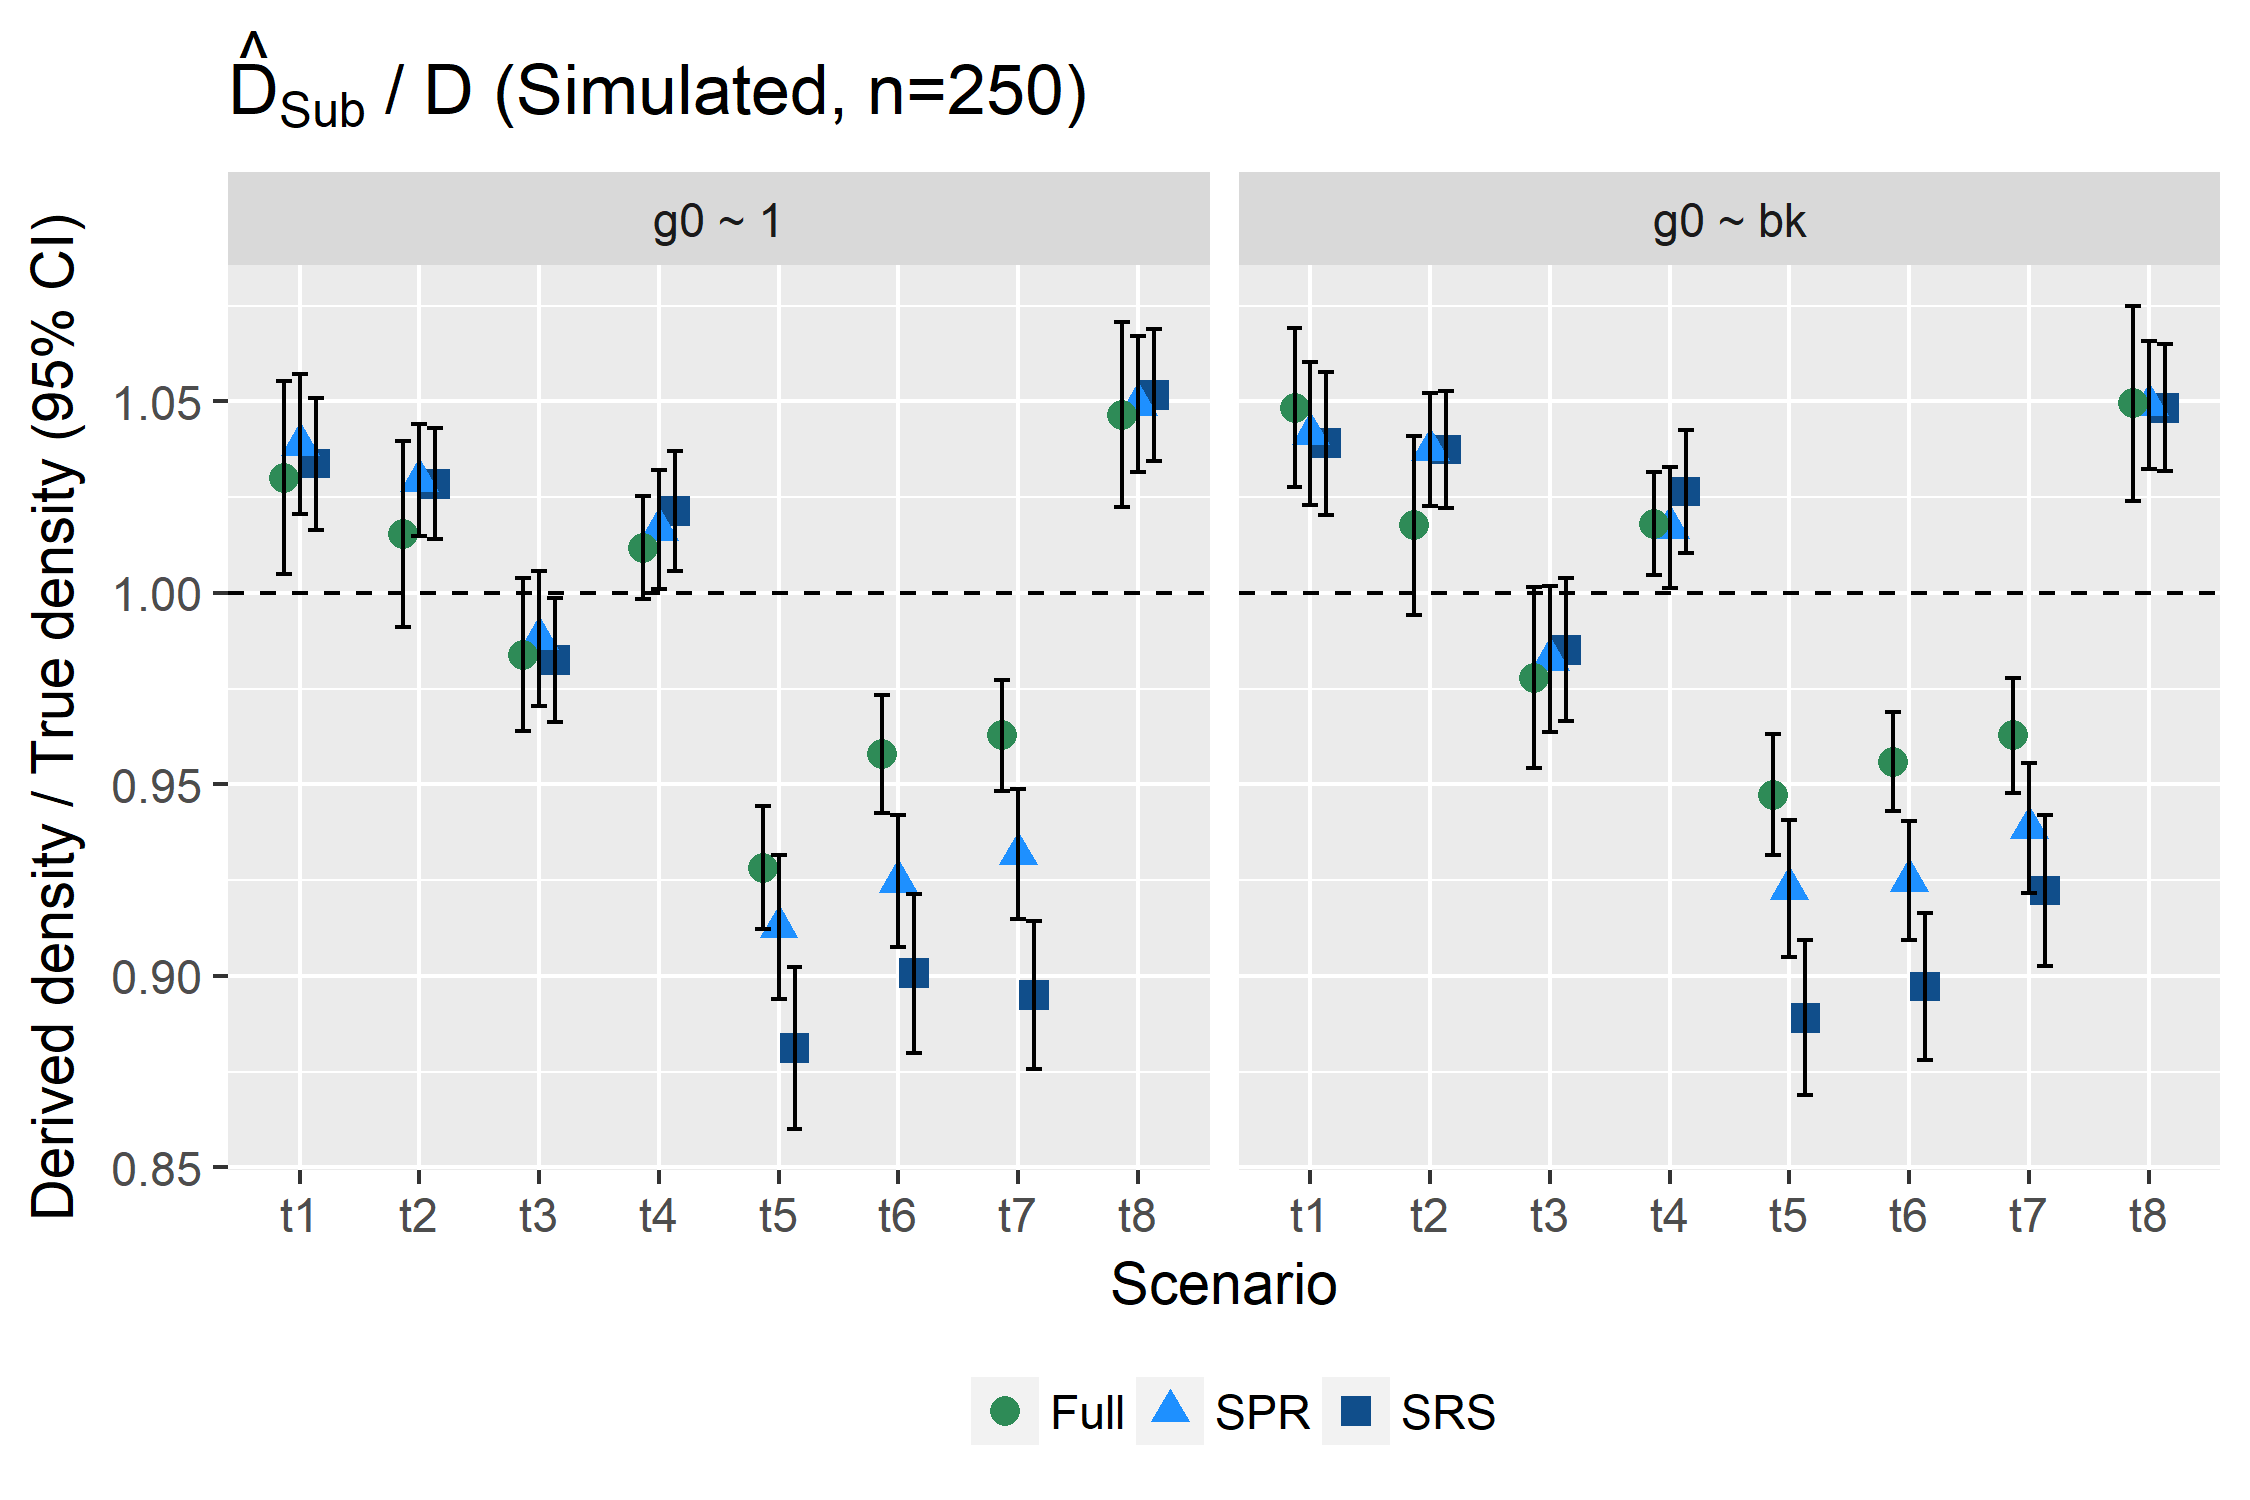 D̂Sub / D (Simulated, n=250)
g0 ~ 1
g0 ~ bk
Derived density / True density (95% CI)
1.05
1.00
0.95
0.90
0.85
t1 t2 t3 t4 t5 t6 t7 t8
t1 t2 t3 t4 t5 t6 t7 t8
Scenario
Full SPR SRS